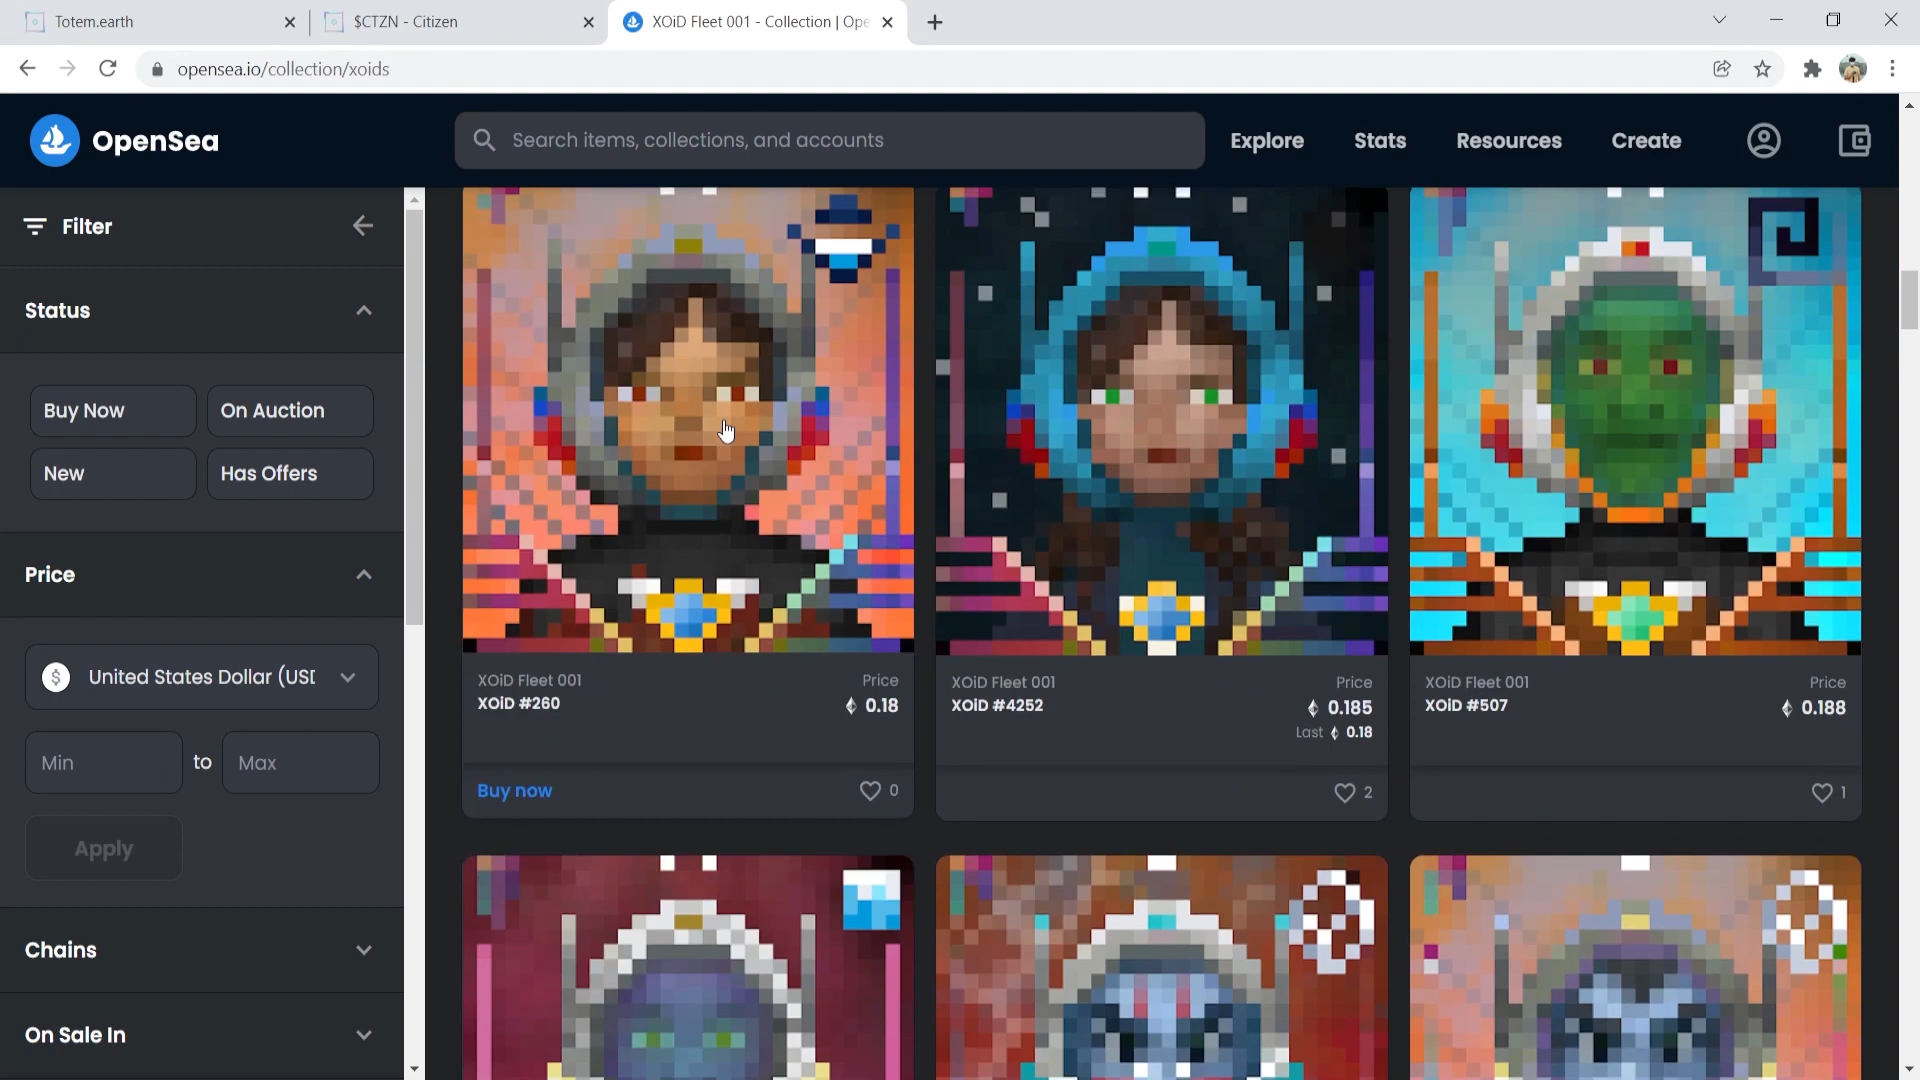 Totem.earth
$CTZN - Citizen
XOiD Fleet 001 - Collection | Ope
opensea.io/collection/xoids
OpenSea
Search items, collections, and accounts
Explore
Stats
Resources
Create
Filter
Status
Buy Now
On Auction
New
Has Offers
Price
$
United States Dollar (USD
Min
to
Max
Apply
Chains
On Sale In
XOiD Fleet 001
Price
XOiD #260
0.18
Buy now
0
XOiD Fleet 001
Price
XOiD #4252
0.185
Last
0.18
2
XOiD Fleet 001
Price
XOiD #507
0.188
1